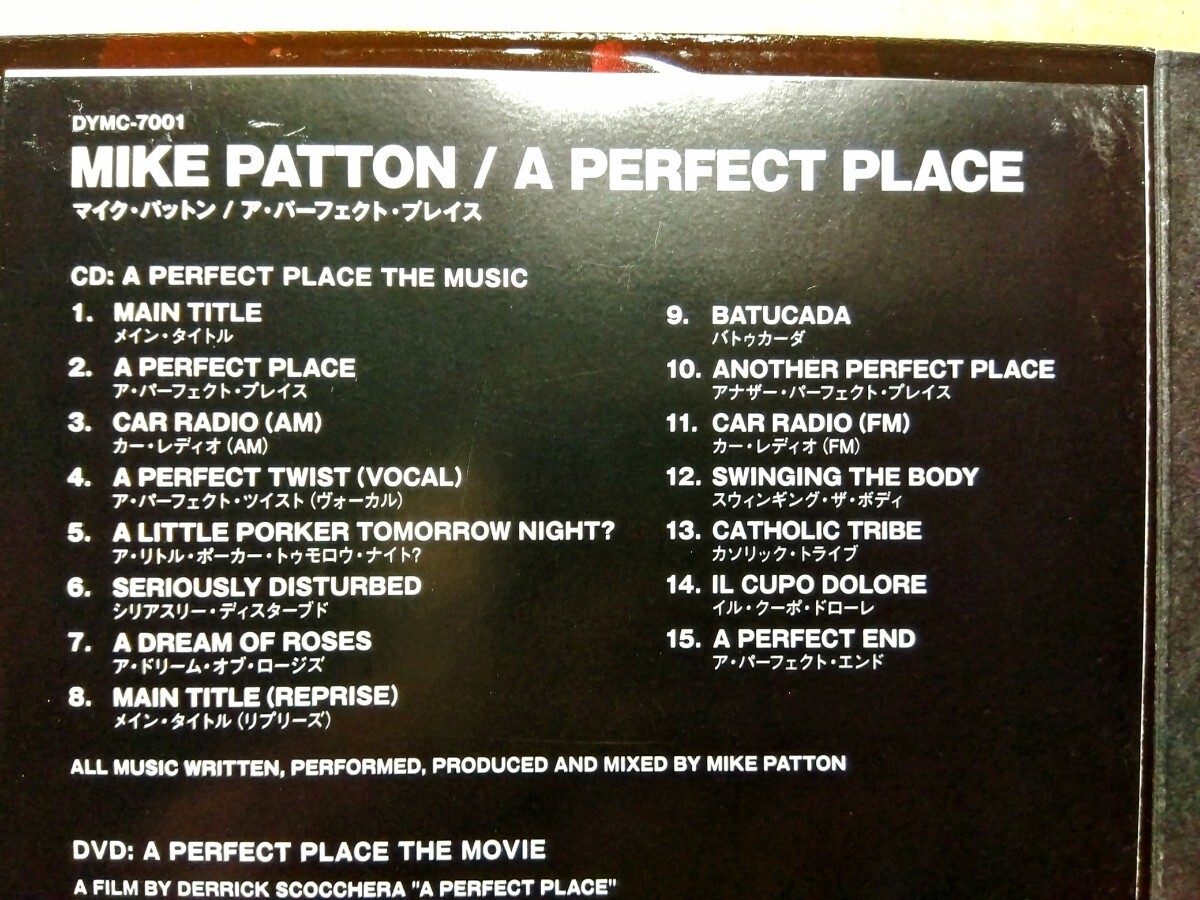 DYMC-7001
MIKE PATTON / A PERFECT PLACE
マイク・パットン / ア・パーフェクト・プレイス
CD: A PERFECT PLACE THE MUSIC
1. MAIN TITLE
メイン・タイトル
2. A PERFECT PLACE
ア・パーフェクト・プレイス
3. CAR RADIO (AM)
カー・レディオ (AM)
4. A PERFECT TWIST (VOCAL)
ア・パーフェクト・ツイスト (ヴォーカル)
5. A LITTLE PORKER TOMORROW NIGHT?
ア・リトル・ポーカー・トゥモロウ・ナイト?
6. SERIOUSLY DISTURBED
シリアスリー・ディスターブド
7. A DREAM OF ROSES
ア・ドリーム・オブ・ロージズ
8. MAIN TITLE (REPRISE)
メイン・タイトル (リプリーズ)
9. BATUCADA
バトゥカーダ
10. ANOTHER PERFECT PLACE
アナザー・パーフェクト・プレイス
11. CAR RADIO (FM)
カー・レディオ (FM)
12. SWINGING THE BODY
スウィンギング・ザ・ボディ
13. CATHOLIC TRIBE
カソリック・トライブ
14. IL CUPO DOLORE
イル・クーポ・ドローレ
15. A PERFECT END
ア・パーフェクト・エンド
ALL MUSIC WRITTEN, PERFORMED, PRODUCED AND MIXED BY MIKE PATTON
DVD: A PERFECT PLACE THE MOVIE
A FILM BY DERRICK SCOCCHERA "A PERFECT PLACE"